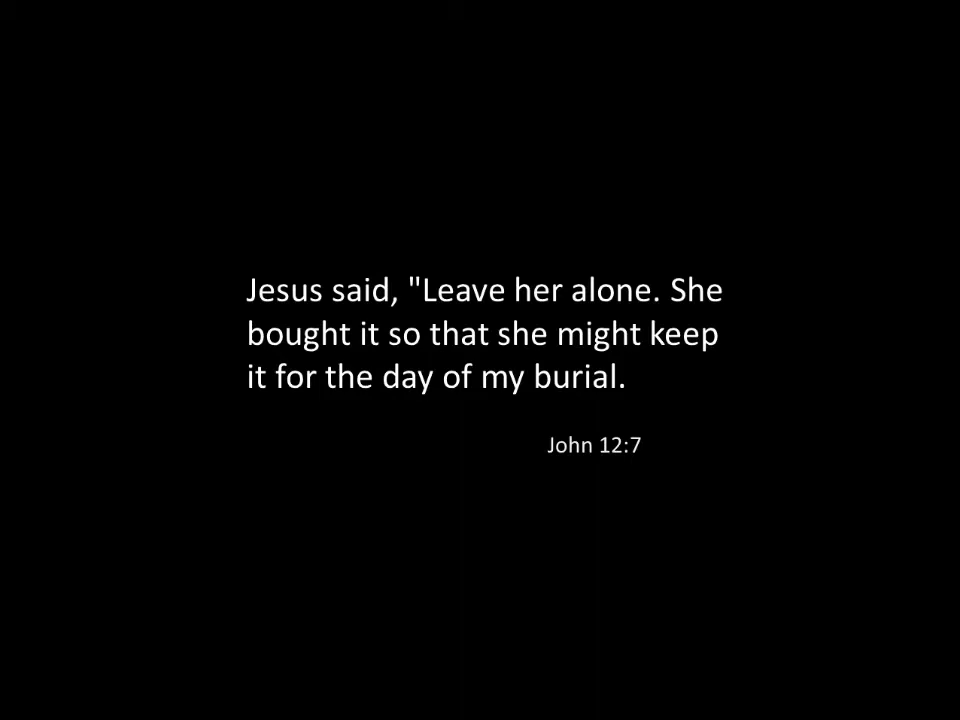 Jesus said, "Leave her alone. She
bought it so that she might keep
it for the day of my burial.
John 12:7